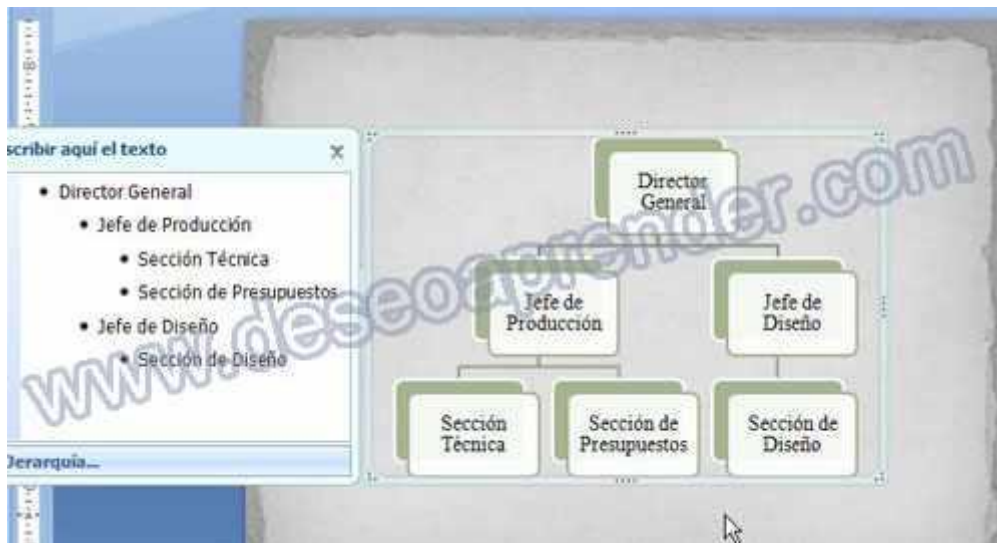 scribir aquí el texto
Director General
Jefe de Producción
Sección Técnica
Sección de Presupuestos
Jefe de Diseño
Sección de Diseño
Jerarquía...
Director
General
Jefe de
Producción
Jefe de
Diseño
Sección
Técnica
Sección de
Presupuestos
Sección de
Diseño
www.deseoaprender.com